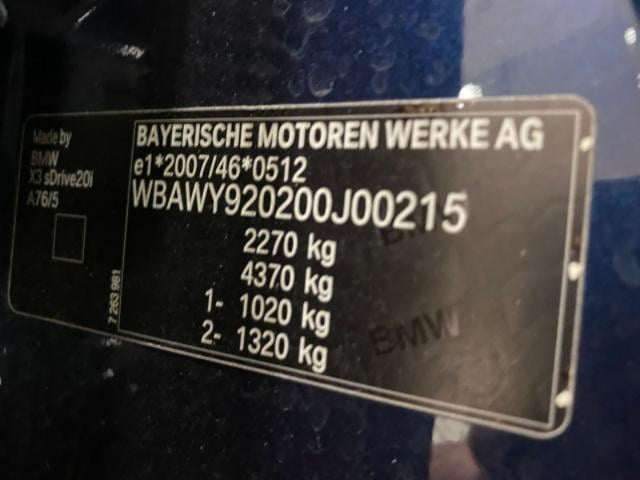 Made by
BMW
X3 sDrive20i
A76/5
7 263 981
BAYERISCHE MOTOREN WERKE AG
e1*2007/46*0512
WBAWY920200J00215
2270 kg
4370 kg
1- 1020 kg
2- 1320 kg
BMW